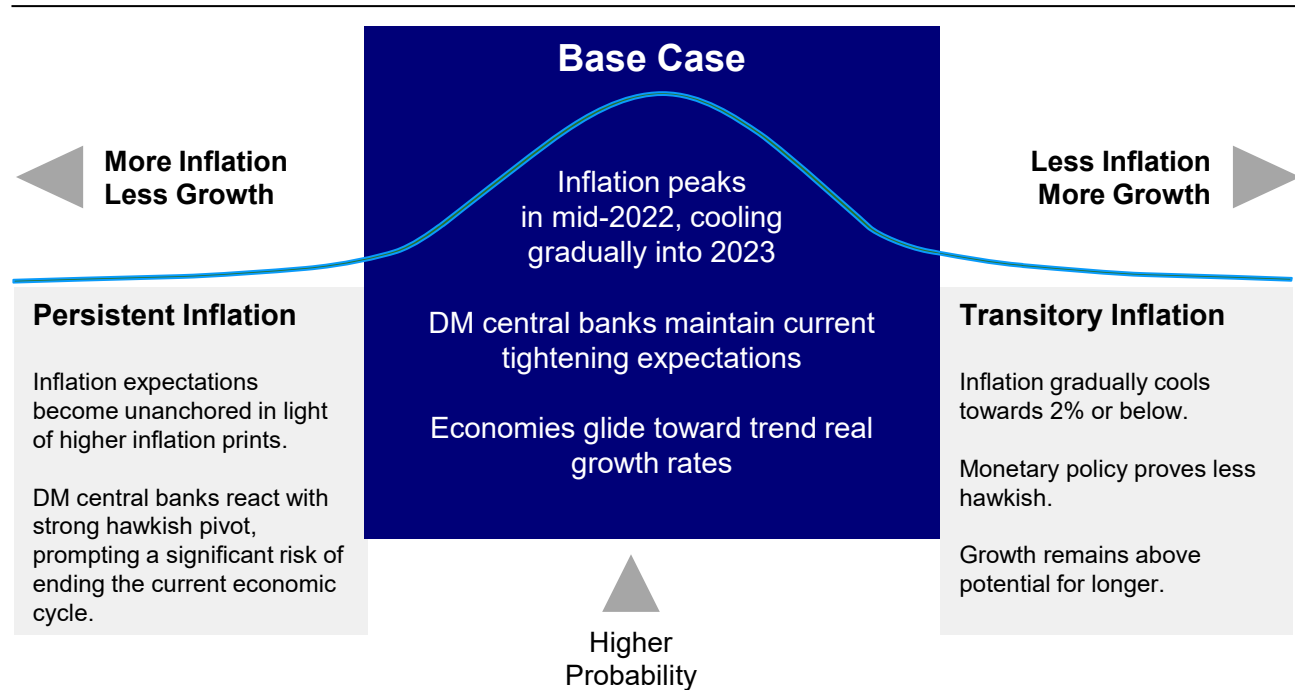 Base Case
More Inflation
Less Growth
Less Inflation
More Growth
Inflation peaks
in mid-2022, cooling
gradually into 2023
DM central banks maintain current
tightening expectations
Economies glide toward trend real
growth rates
Persistent Inflation
Inflation expectations
become unanchored in light
of higher inflation prints.
DM central banks react with
strong hawkish pivot,
prompting a significant risk of
ending the current economic
cycle.
Transitory Inflation
Inflation gradually cools
towards 2% or below.
Monetary policy proves less
hawkish.
Growth remains above
potential for longer.
Higher
Probability